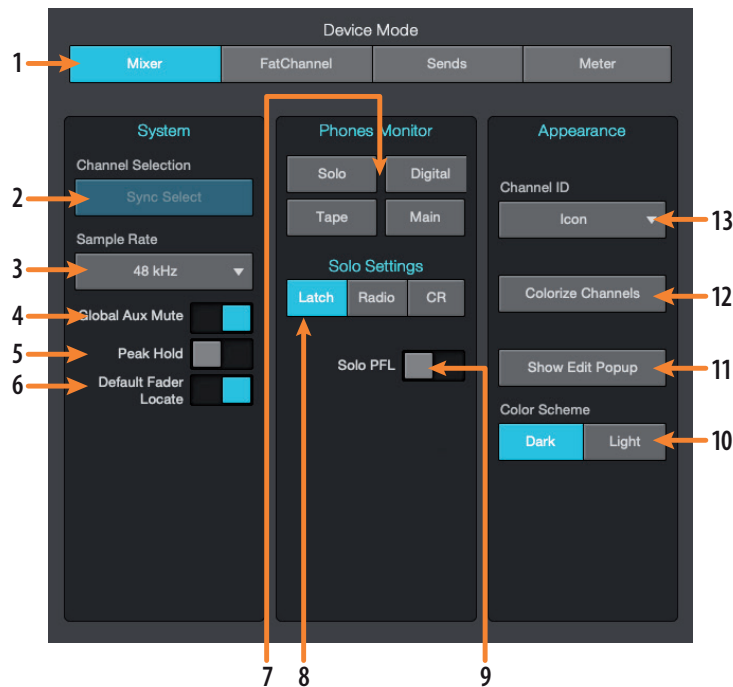 Device Mode
1
Mixer
FatChannel
Sends
Meter
System
Channel Selection
2
Sync Select
Sample Rate
3
48 kHz
4
Global Aux Mute
5
Peak Hold
6
Default Fader
Locate
Phones Monitor
Solo
Digital
Tape
Main
Solo Settings
Latch
Radio
CR
Solo PFL
Appearance
Channel ID
Icon
13
Colorize Channels
12
Show Edit Popup
11
Color Scheme
Dark
Light
10
7
8
9